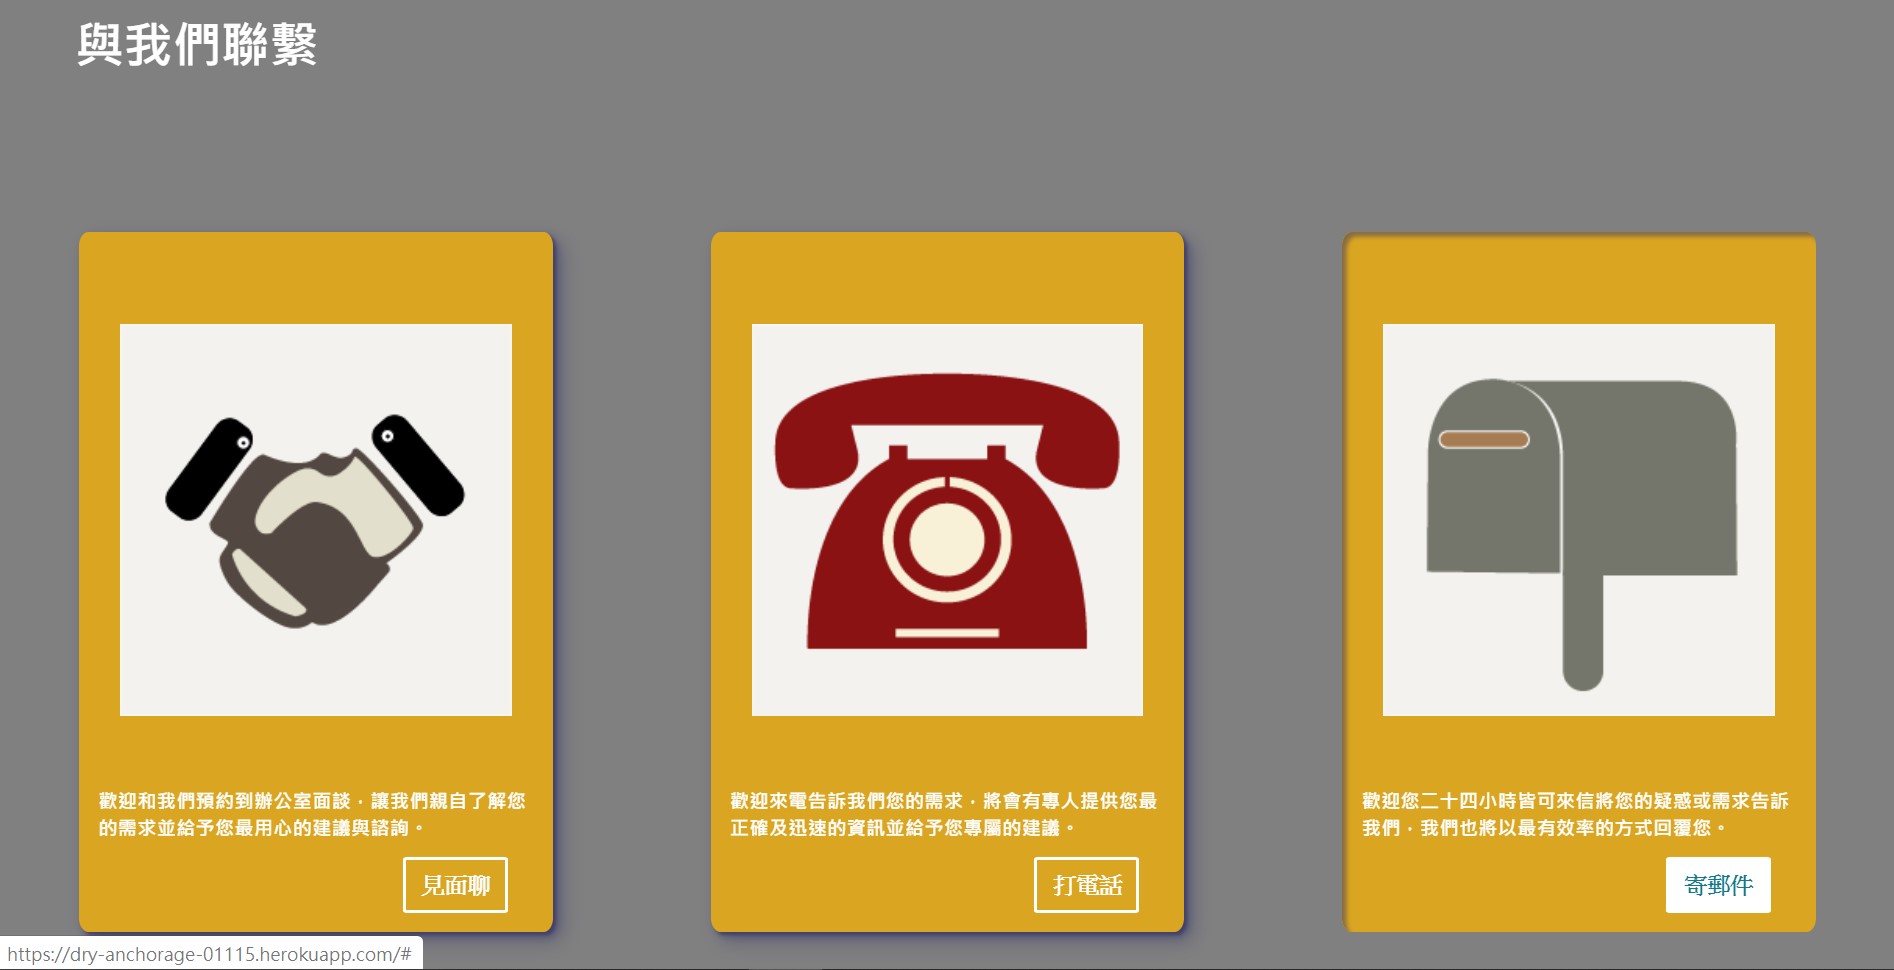 與我們聯繫
歡迎和我們預約到辦公室面談，讓我們親自了解您
的需求並給予您最用心的建議與諮詢。
見面聊
歡迎來電告訴我們您的需求，將會有專人提供您最
正確及迅速的資訊並給予您專屬的建議。
打電話
歡迎您二十四小時皆可來信將您的疑惑或需求告訴
我們，我們也將以最有效率的方式回覆您。
寄郵件
https://dry-anchorage-01115.herokuapp.com/#